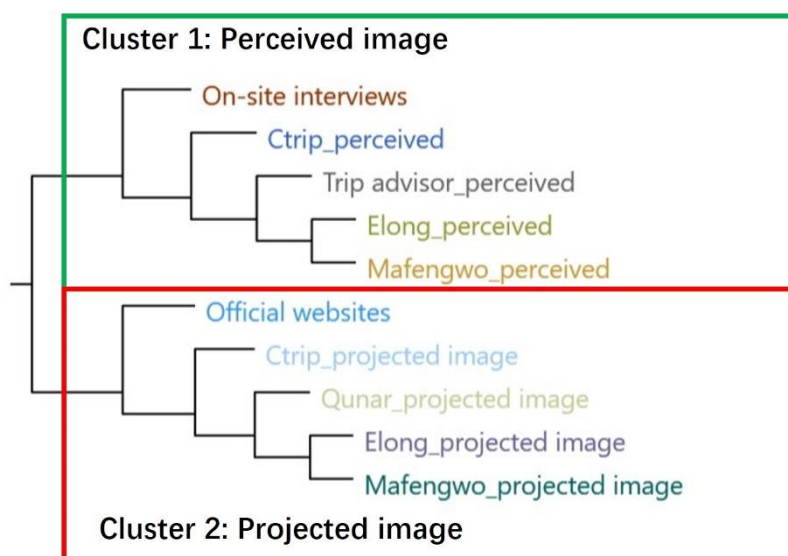 Cluster 1: Perceived image
On-site interviews
Ctrip_perceived
Trip advisor_perceived
Elong_perceived
Mafengwo_perceived
Official websites
Ctrip_projected image
Qunar_projected image
Elong_projected image
Mafengwo_projected image
Cluster 2: Projected image